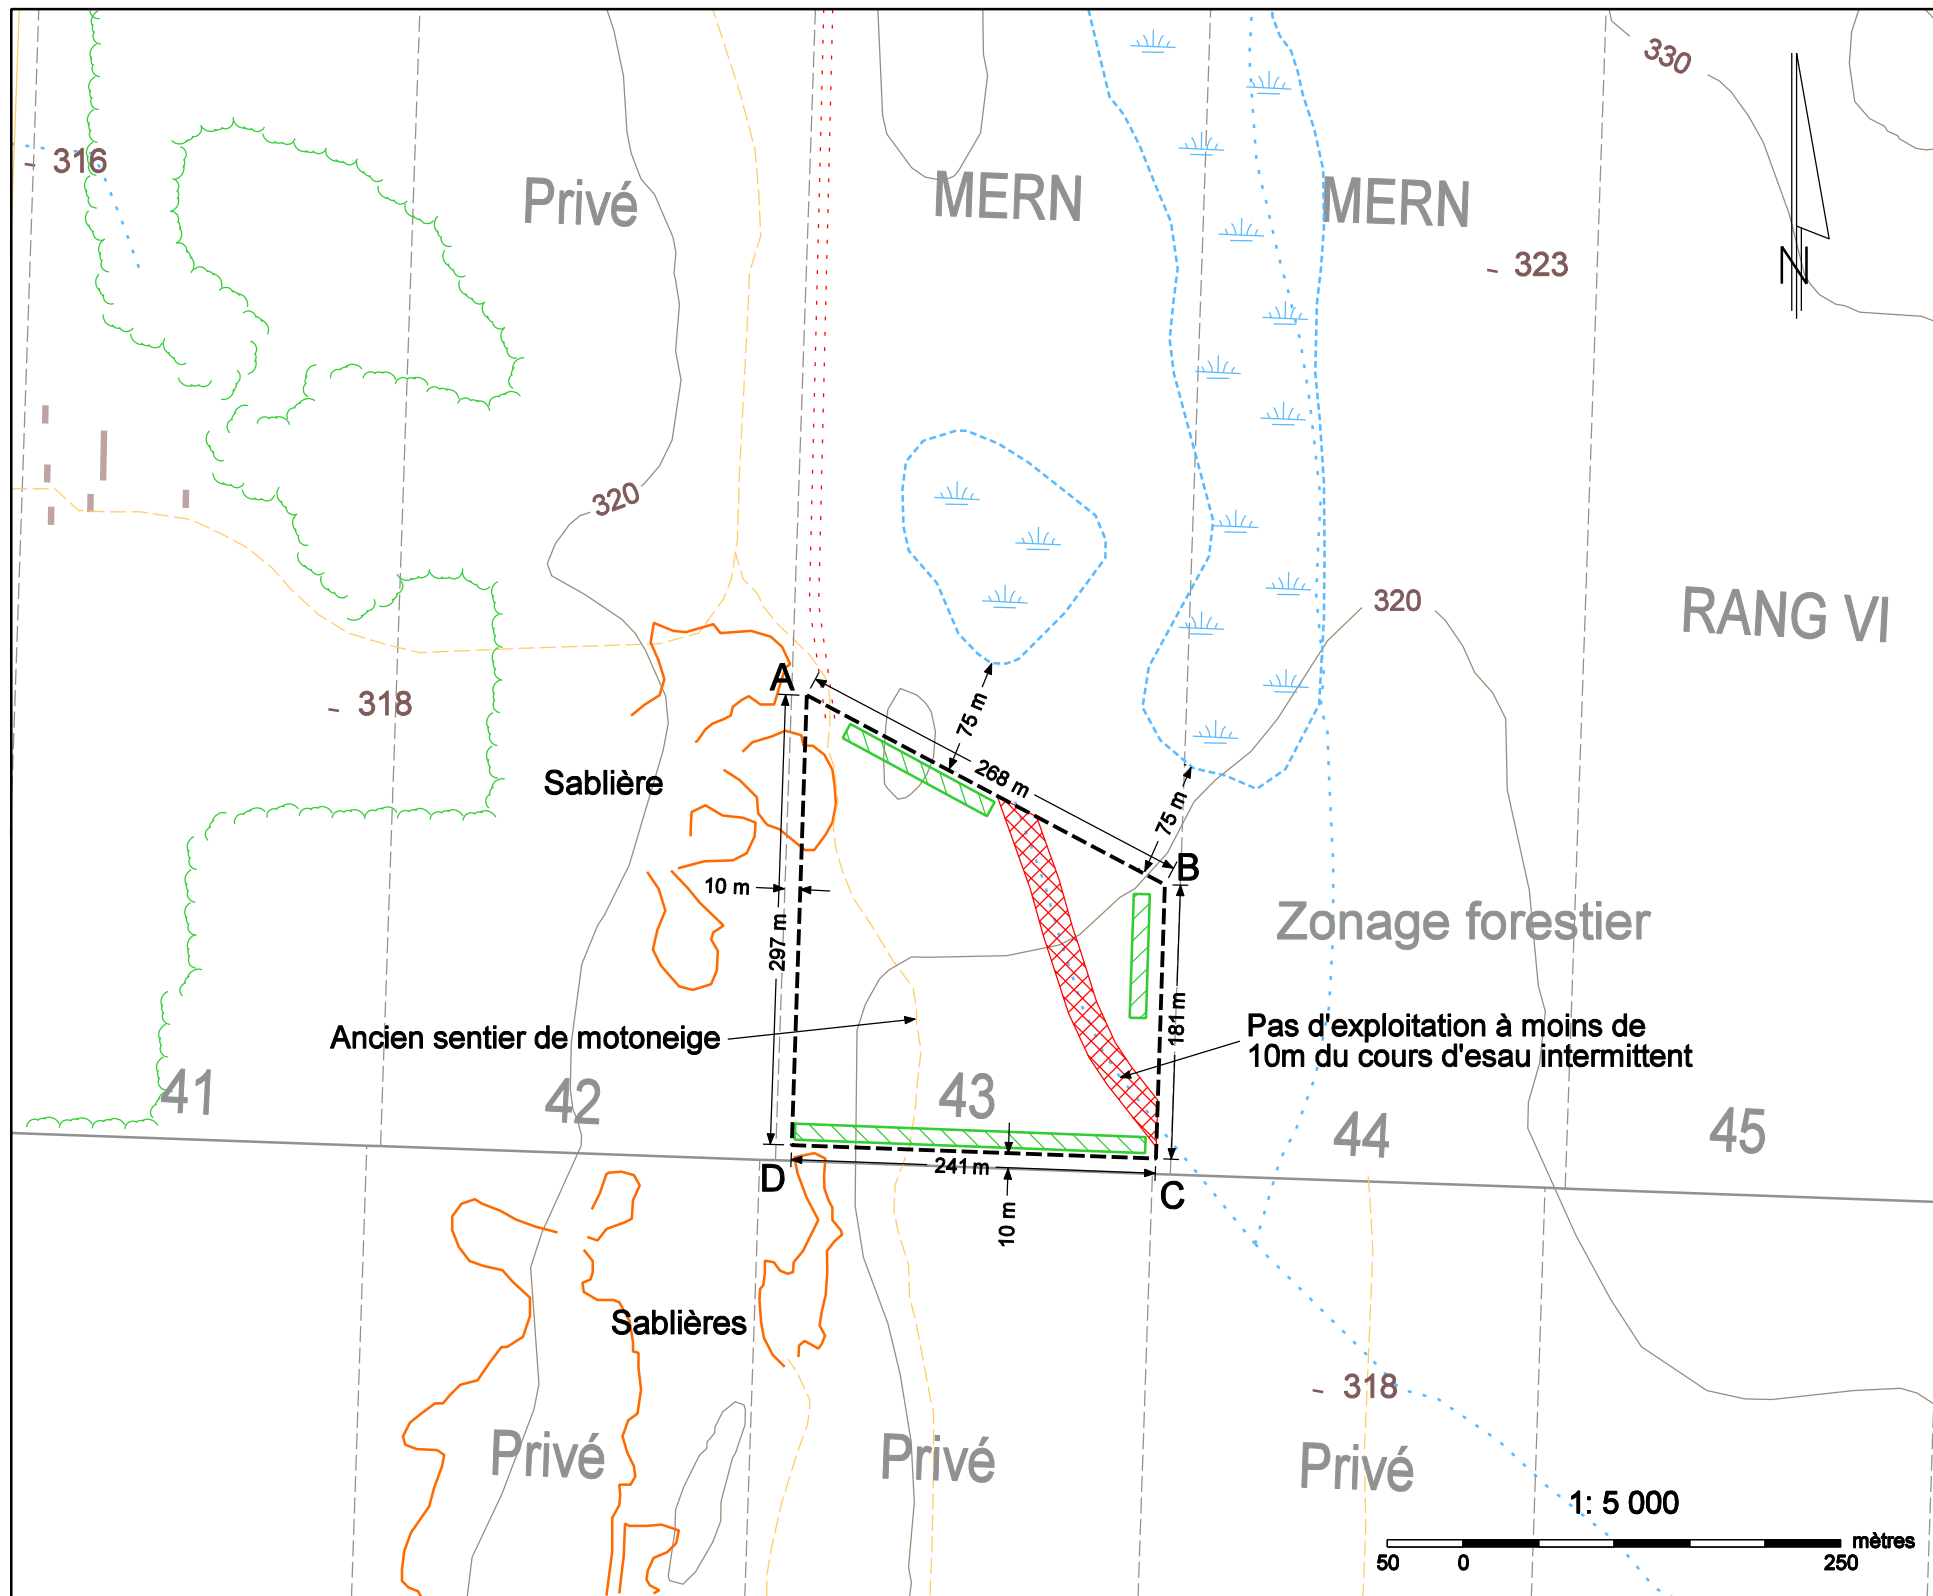 330
316
Privé
MERN
MERN
N
323
320
320
RANG VI
A
318
75 m
Sablière
268 m
75 m
B
10 m
297 m
Zonage forestier
181 m
Ancien sentier de motoneige
Pas d'exploitation à moins de
10m du cours d'esau intermittent
41
42
43
44
45
241 m
D
C
10 m
Sablières
318
Privé
Privé
Privé
1: 5 000
mètres
50 0 250